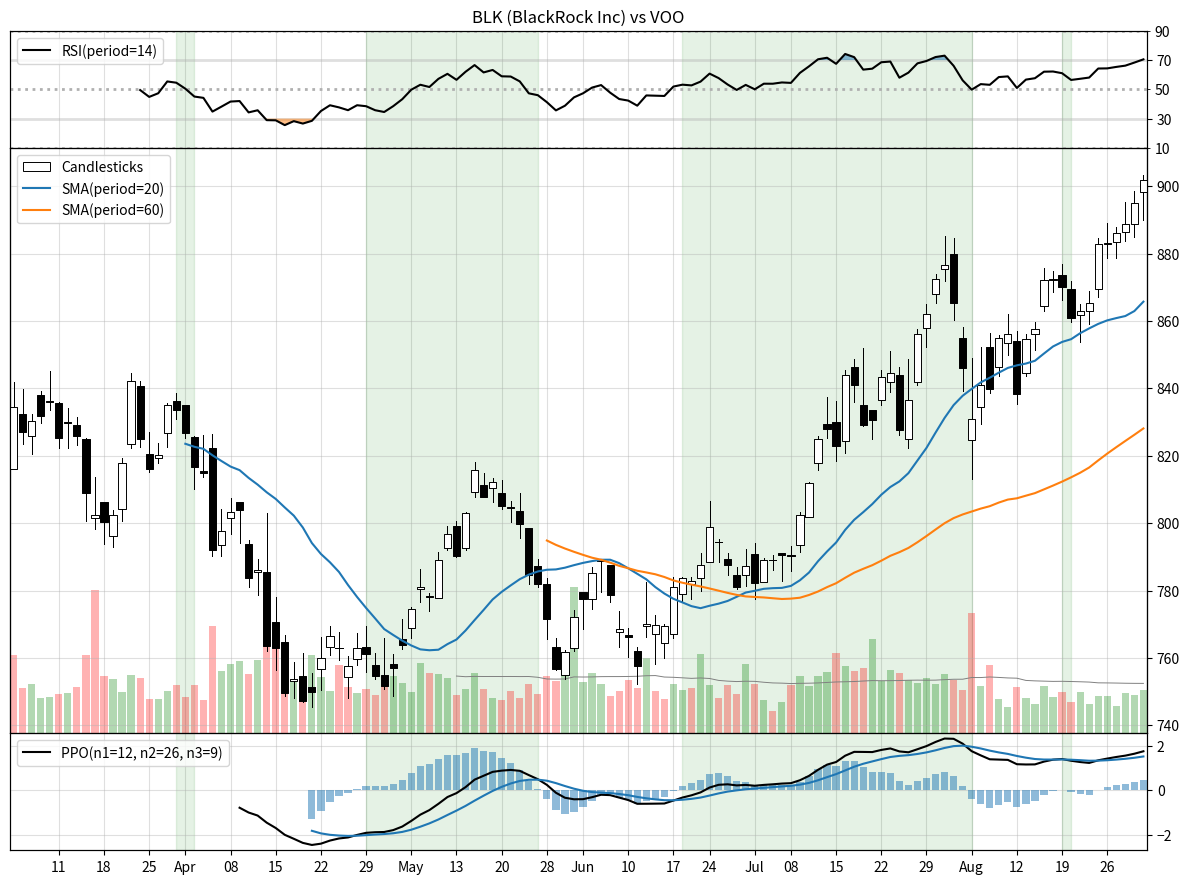 BLK (BlackRock Inc) vs VOO
RSI(period=14)
90
70
50
30
10
Candlesticks
SMA(period=20)
SMA(period=60)
900
880
860
840
820
800
780
760
740
PPO(n1=12, n2=26, n3=9)
2
0
−2
11 18 25 Apr 08 15 22 29 May 13 20 28 Jun 10 17 24 Jul 08 15 22 29 Aug 12 19 26